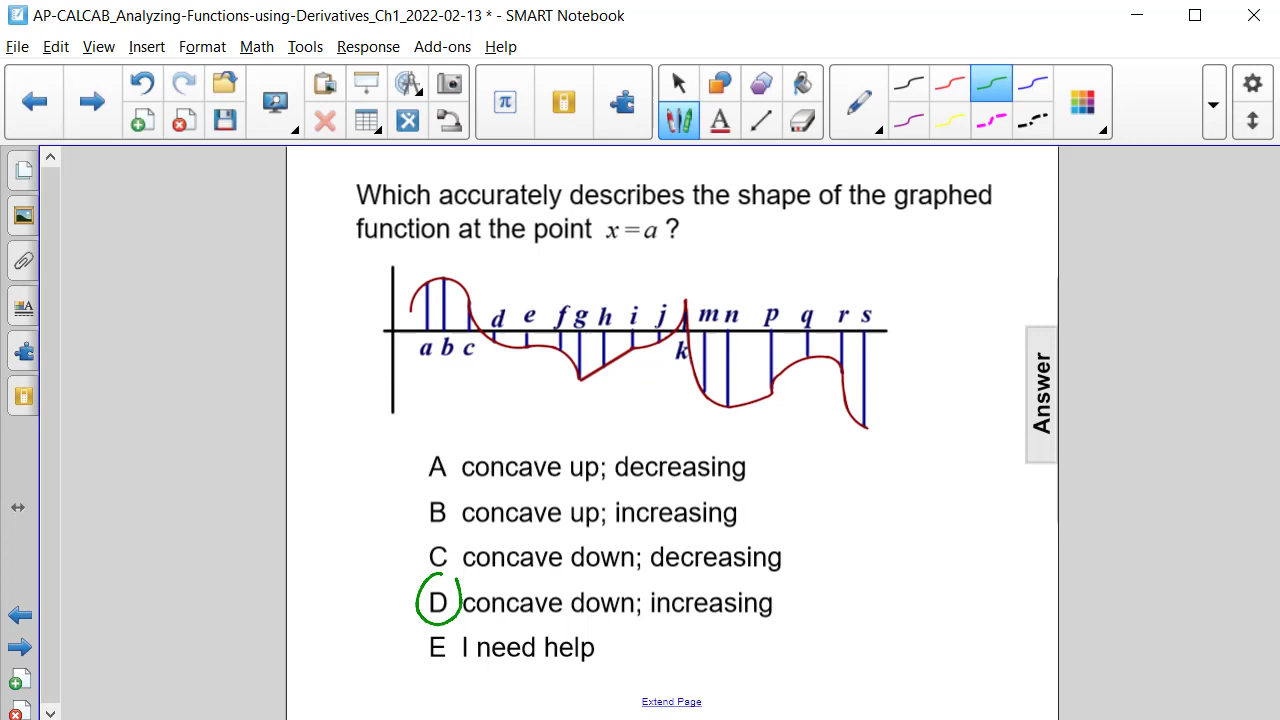 AP-CALCAB_Analyzing-Functions-using-Derivatives_Ch1_2022-02-13 * - SMART Notebook
File Edit View Insert Format Math Tools Response Add-ons Help
π
A
Which accurately describes the shape of the graphed
function at the point x = a ?
d e f g h i j m n p q r s
a b c k
Answer
A concave up; decreasing
B concave up; increasing
C concave down; decreasing
D concave down; increasing
E I need help
Extend Page